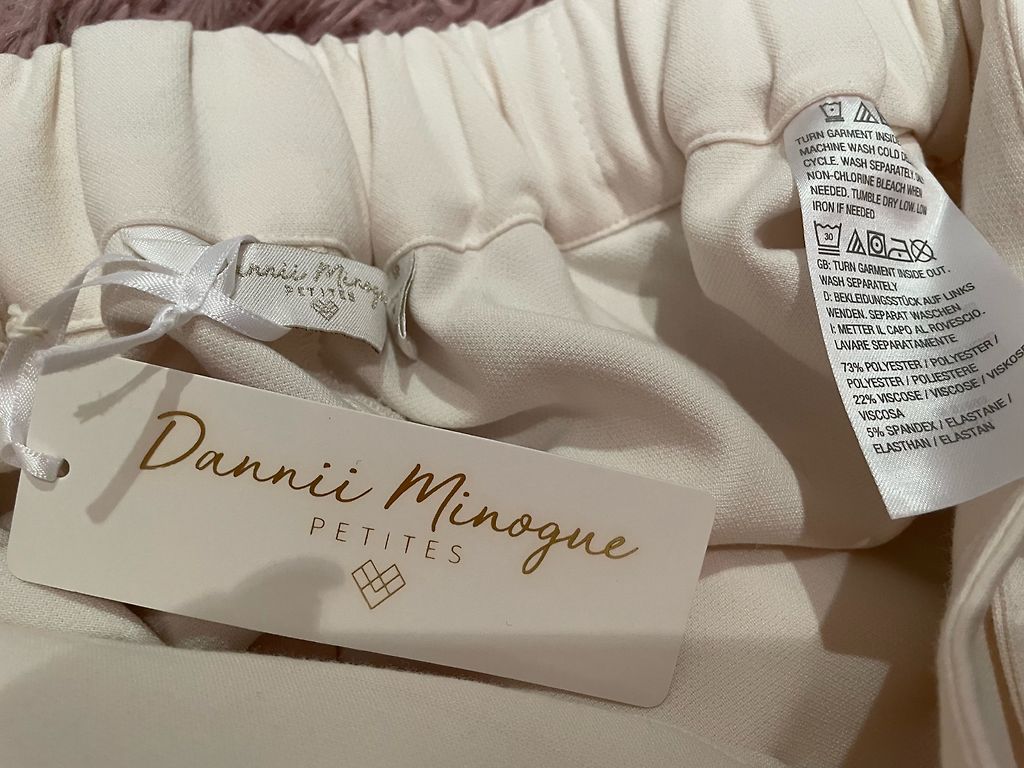 TURN GARMENT
MACHINE WASH COLD
CYCLE. WASH SEPARATELY.
NON-CHLORINE BLEACH WHEN
NEEDED. TUMBLE DRY LOW. LOW
IRON IF NEEDED
30
GB: TURN GARMENT INSIDE OUT.
WASH SEPARATELY
D: BEKLEIDUNGSSTÜCK AUF LINKS
WENDEN. SEPARAT WASCHEN
I: METTER IL CAPO AL ROVESCIO.
LAVARE SEPARATAMENTE
73% POLYESTER / POLYESTER /
POLYESTER / POLIESTERE
22% VISCOSE / VISCOSE / VISKOSE
VISCOSA
5% SPANDEX / ELASTANE /
ELASTHAN / ELASTAN
PETITES
Dannii Minogue
PETITES